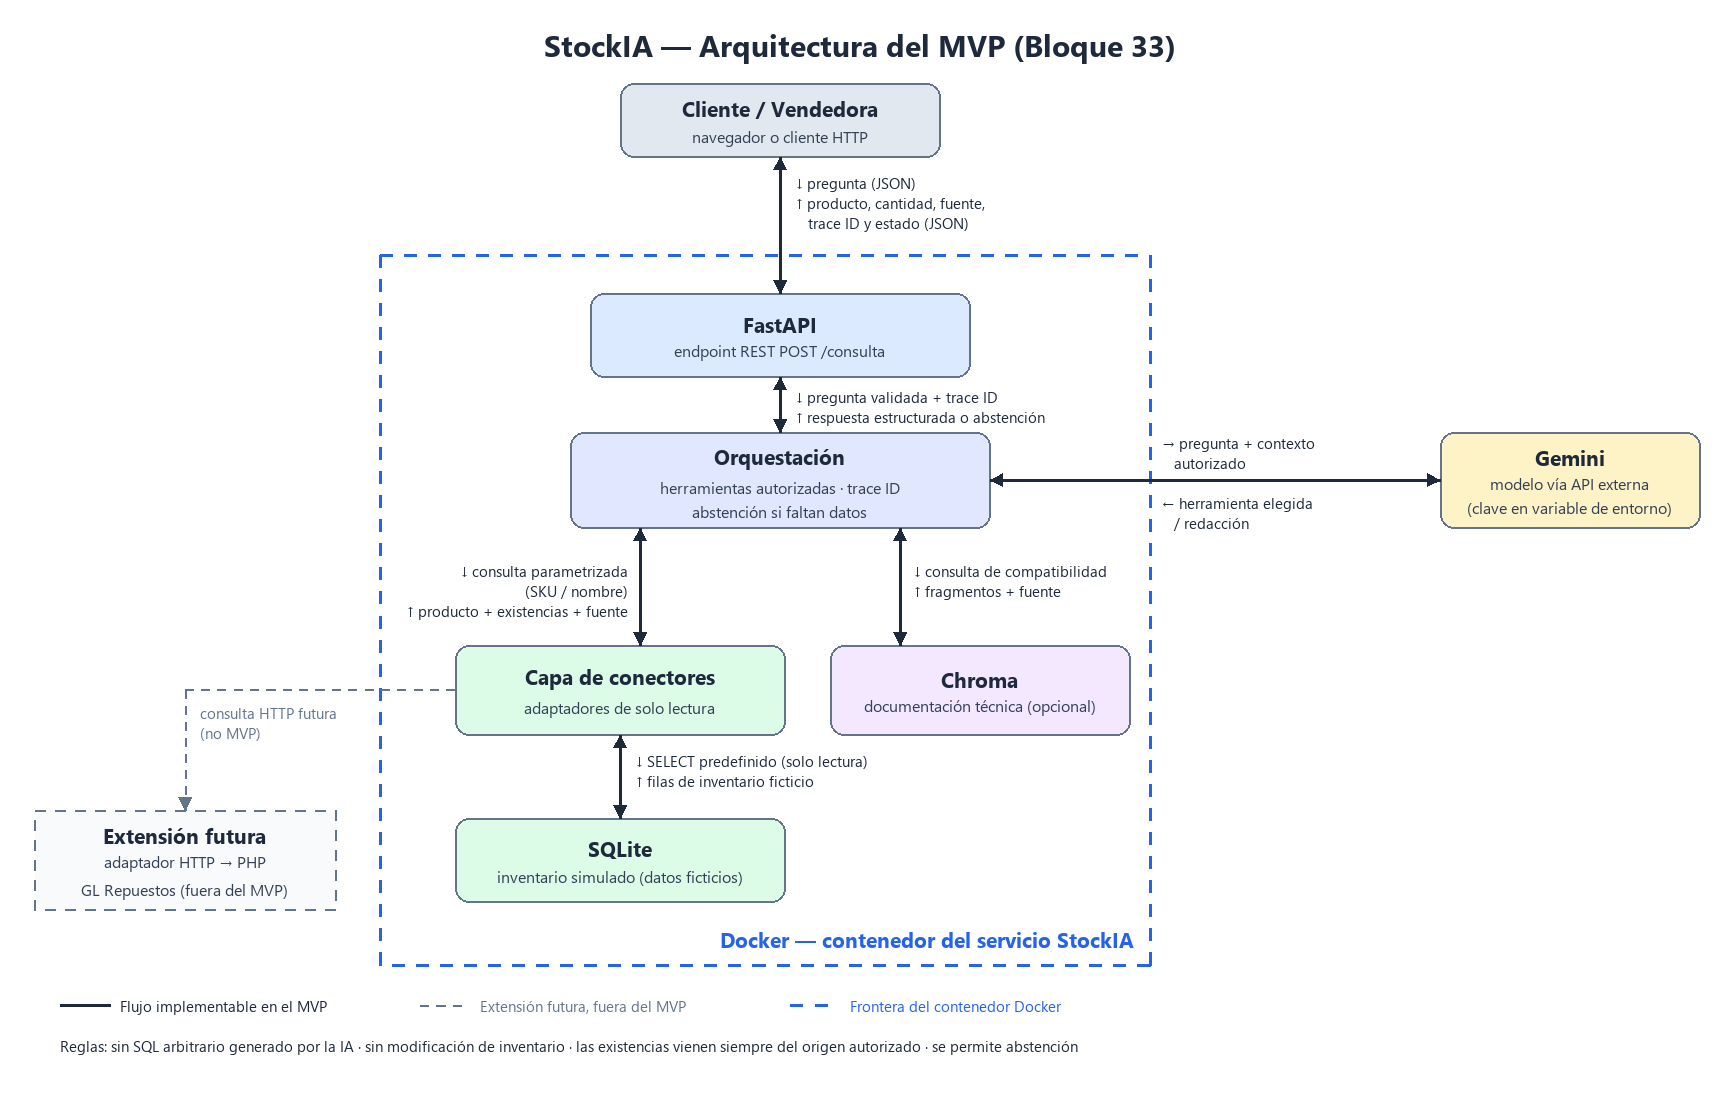 StockIA — Arquitectura del MVP (Bloque 33)
Cliente / Vendedora
navegador o cliente HTTP
↓ pregunta (JSON)
↑ producto, cantidad, fuente,
trace ID y estado (JSON)
FastAPI
endpoint REST POST /consulta
↓ pregunta validada + trace ID
↑ respuesta estructurada o abstención
Orquestación
herramientas autorizadas · trace ID
abstención si faltan datos
→ pregunta + contexto
autorizado
← herramienta elegida
/ redacción
Gemini
modelo vía API externa
(clave en variable de entorno)
↓ consulta parametrizada
(SKU / nombre)
↑ producto + existencias + fuente
↓ consulta de compatibilidad
↑ fragmentos + fuente
Capa de conectores
adaptadores de solo lectura
Chroma
documentación técnica (opcional)
consulta HTTP futura
(no MVP)
↓ SELECT predefinido (solo lectura)
↑ filas de inventario ficticio
Extensión futura
adaptador HTTP → PHP
GL Repuestos (fuera del MVP)
SQLite
inventario simulado (datos ficticios)
Docker — contenedor del servicio StockIA
Flujo implementable en el MVP
Extensión futura, fuera del MVP
Frontera del contenedor Docker
Reglas: sin SQL arbitrario generado por la IA · sin modificación de inventario · las existencias vienen siempre del origen autorizado · se permite abstención